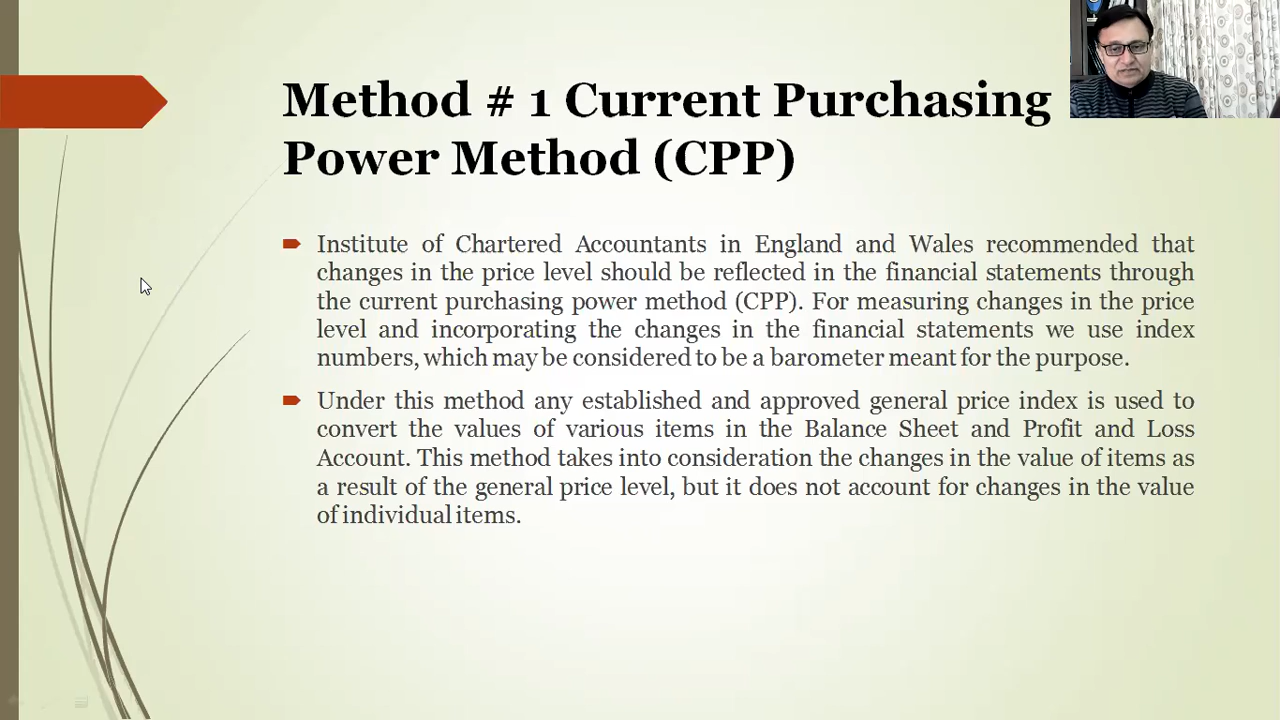 Method # 1 Current Purchasing
Power Method (CPP)
Institute of Chartered Accountants in England and Wales recommended that
changes in the price level should be reflected in the financial statements through
the current purchasing power method (CPP). For measuring changes in the price
level and incorporating the changes in the financial statements we use index
numbers, which may be considered to be a barometer meant for the purpose.
Under this method any established and approved general price index is used to
convert the values of various items in the Balance Sheet and Profit and Loss
Account. This method takes into consideration the changes in the value of items as
a result of the general price level, but it does not account for changes in the value
of individual items.